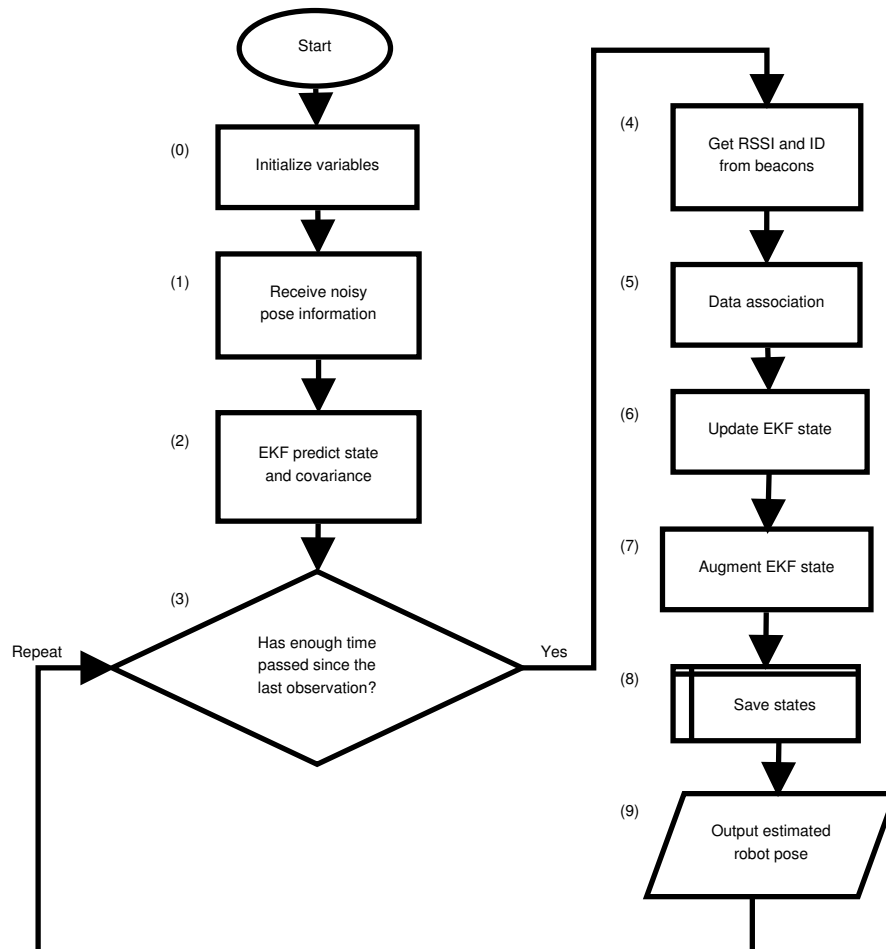 Start
(0)
Initialize variables
(1)
Receive noisy
pose information
(2)
EKF predict state
and covariance
(3)
Has enough time
passed since the
last observation?
Repeat
Yes
(4)
Get RSSI and ID
from beacons
(5)
Data association
(6)
Update EKF state
(7)
Augment EKF state
(8)
Save states
(9)
Output estimated
robot pose